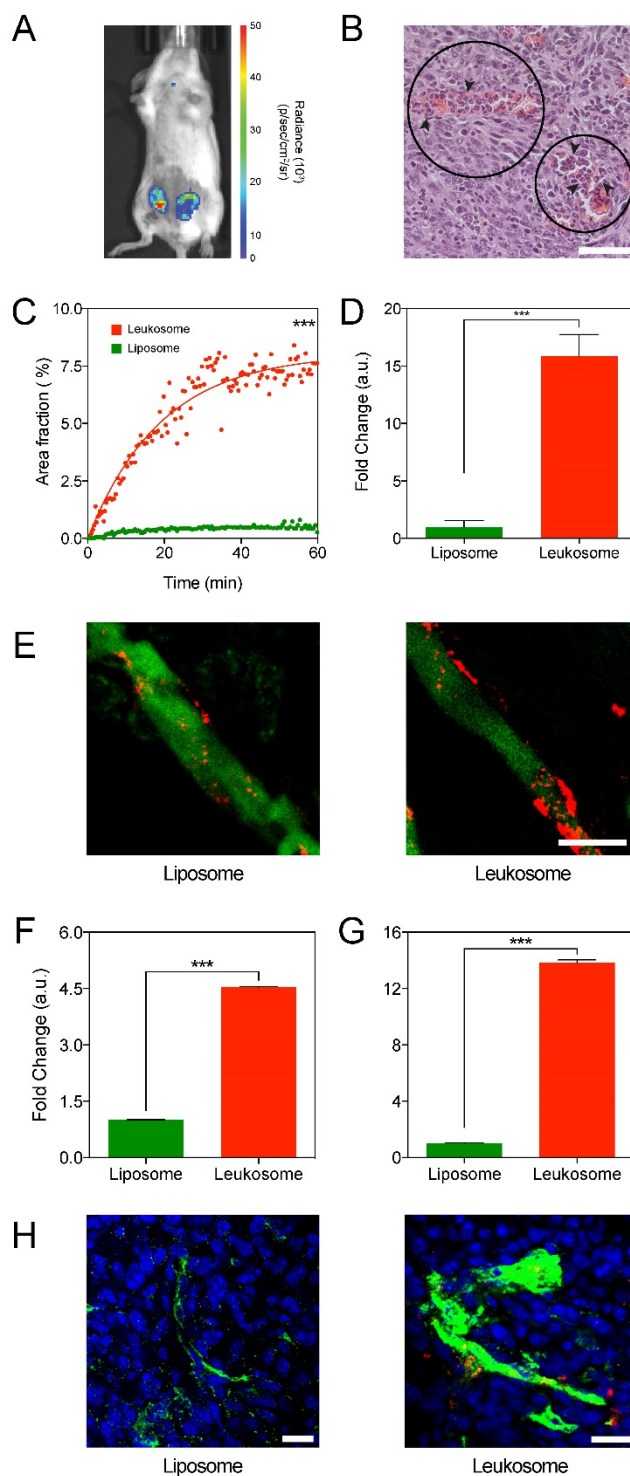 A
50
40
30
20
10
0
Radiance (10³)
(p/sec/cm²/sr)
B
C
10.0
7.5
5.0
2.5
0.0
Area fraction ( %)
Leukosome
Liposome
***
0
20
40
60
Time (min)
D
20
15
10
5
0
Fold Change (a.u.)
***
Liposome
Leukosome
E
Liposome
Leukosome
F
6.0
4.5
3.0
1.5
0.0
Fold Change (a.u.)
***
Liposome
Leukosome
G
16
12
8
4
0
***
Liposome
Leukosome
H
Liposome
Leukosome